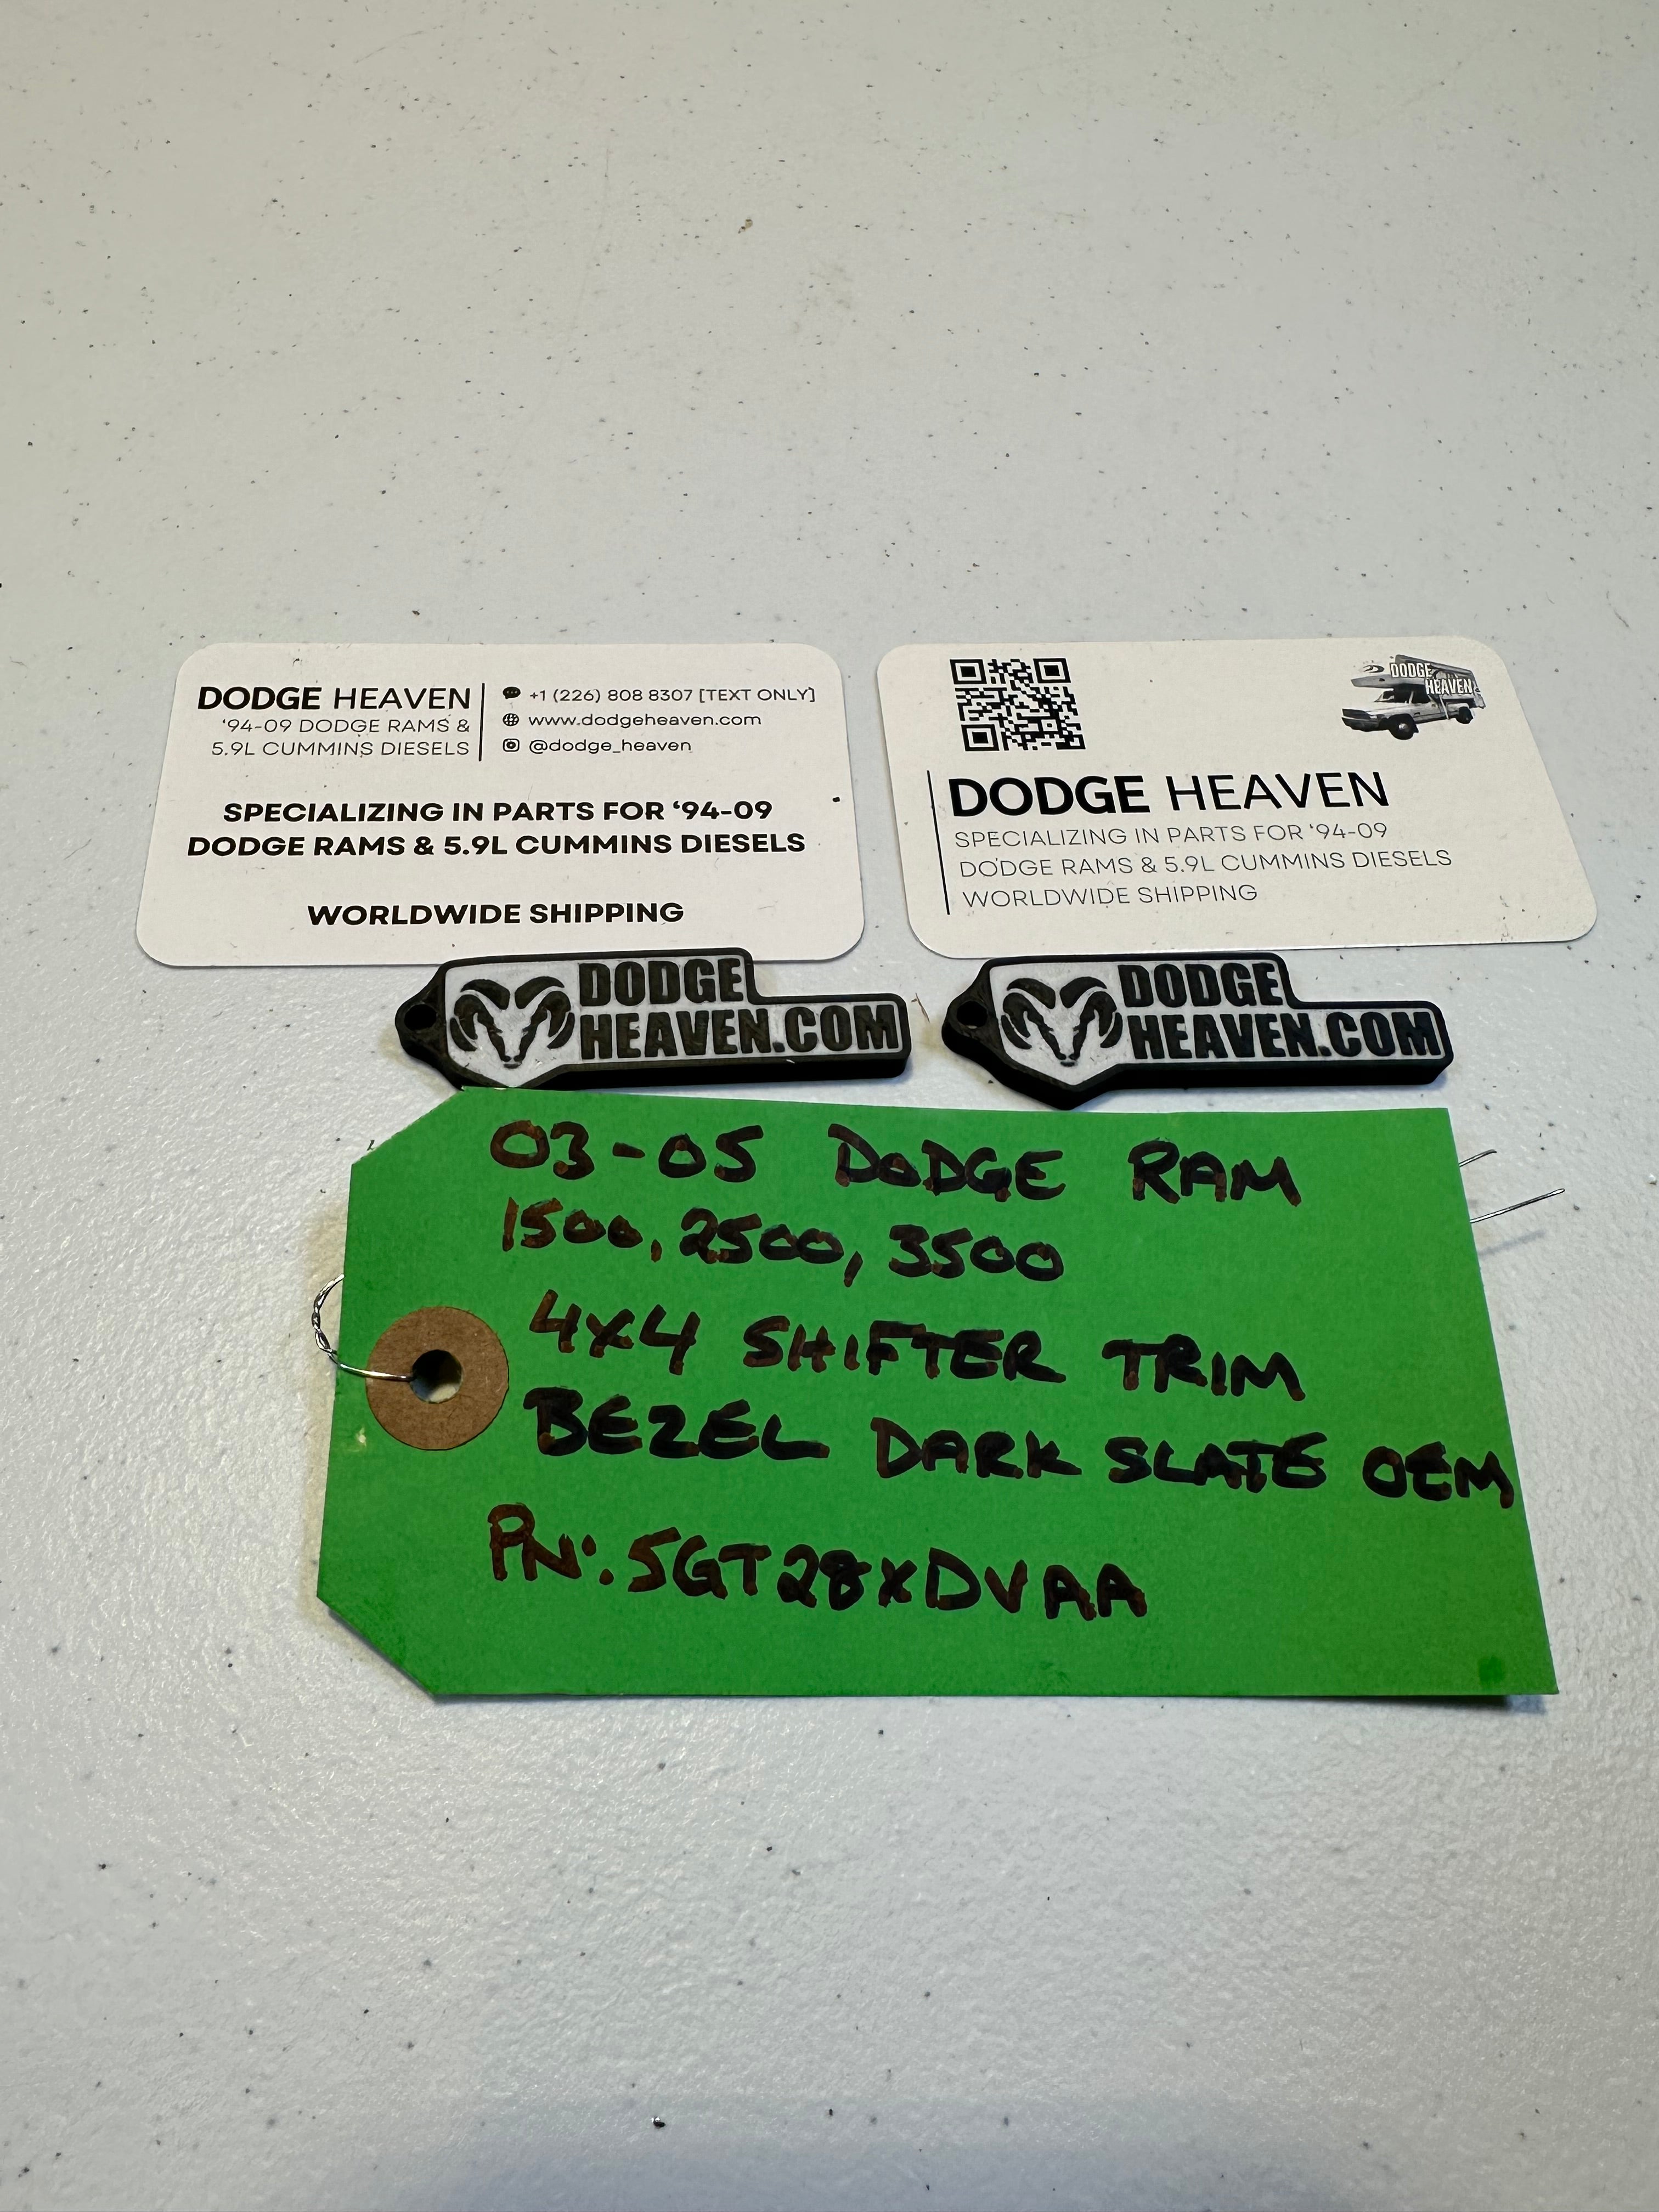 DODGE HEAVEN
'94-09 DODGE RAMS &
5.9L CUMMINS DIESELS
+1 (226) 808 8307 [TEXT ONLY]
www.dodgeheaven.com
@dodge_heaven
SPECIALIZING IN PARTS FOR '94-09
DODGE RAMS & 5.9L CUMMINS DIESELS
WORLDWIDE SHIPPING
DODGE
HEAVEN
DODGE HEAVEN
SPECIALIZING IN PARTS FOR '94-09
DODGE RAMS & 5.9L CUMMINS DIESELS
WORLDWIDE SHIPPING
DODGE
HEAVEN.COM
DODGE
HEAVEN.COM
03-05 DODGE RAM
1500, 2500, 3500
4X4 SHIFTER TRIM
BEZEL DARK SLATE OEM
PN: 5GT28XDVAA